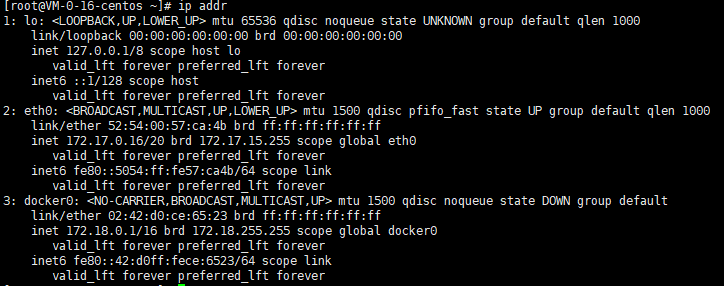 [root@VM-0-16-centos ~]# ip addr
1: lo: <LOOPBACK,UP,LOWER_UP> mtu 65536 qdisc noqueue state UNKNOWN group default qlen 1000
    link/loopback 00:00:00:00:00:00 brd 00:00:00:00:00:00
    inet 127.0.0.1/8 scope host lo
       valid_lft forever preferred_lft forever
    inet6 ::1/128 scope host
       valid_lft forever preferred_lft forever
2: eth0: <BROADCAST,MULTICAST,UP,LOWER_UP> mtu 1500 qdisc pfifo_fast state UP group default qlen 1000
    link/ether 52:54:00:57:ca:4b brd ff:ff:ff:ff:ff:ff
    inet 172.17.0.16/20 brd 172.17.15.255 scope global eth0
       valid_lft forever preferred_lft forever
    inet6 fe80::5054:ff:fe57:ca4b/64 scope link
       valid_lft forever preferred_lft forever
3: docker0: <NO-CARRIER,BROADCAST,MULTICAST,UP> mtu 1500 qdisc noqueue state DOWN group default
    link/ether 02:42:d0:ce:65:23 brd ff:ff:ff:ff:ff:ff
    inet 172.18.0.1/16 brd 172.18.255.255 scope global docker0
       valid_lft forever preferred_lft forever
    inet6 fe80::42:d0ff:fece:6523/64 scope link
       valid_lft forever preferred_lft forever